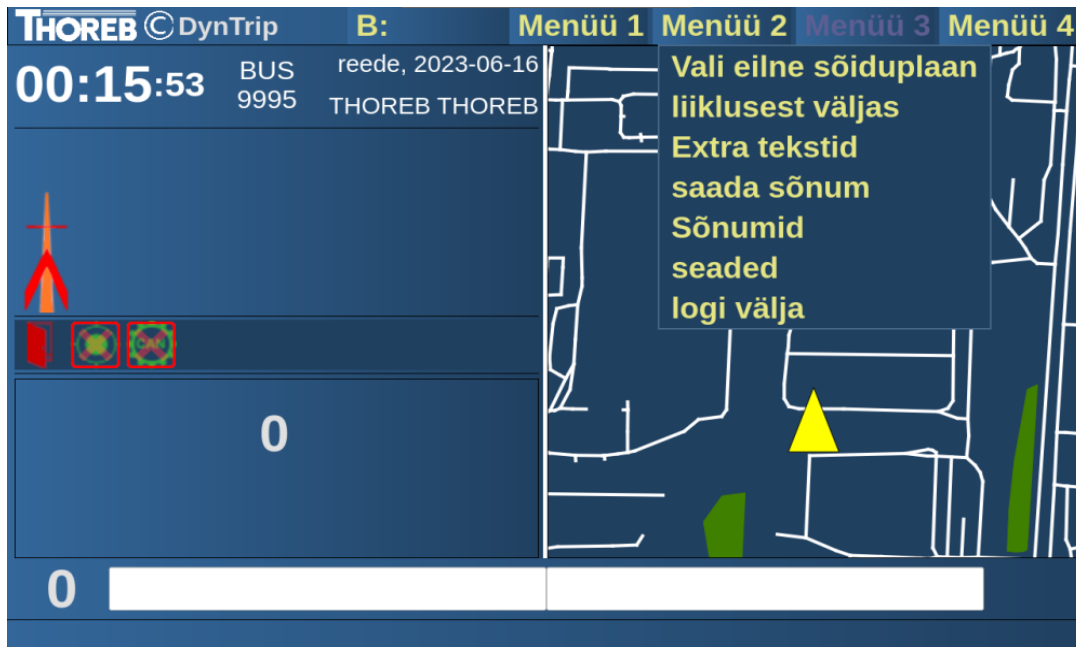 THOREB © DynTrip B: Menüü 1 Menüü 2 Menüü 3 Menüü 4
00:15:53
BUS
9995
reede, 2023-06-16
THOREB THOREB
Vali eilne sõiduplaan
liiklusest väljas
Extra tekstid
saada sõnum
Sõnumid
seaded
logi välja
CAN
0
0